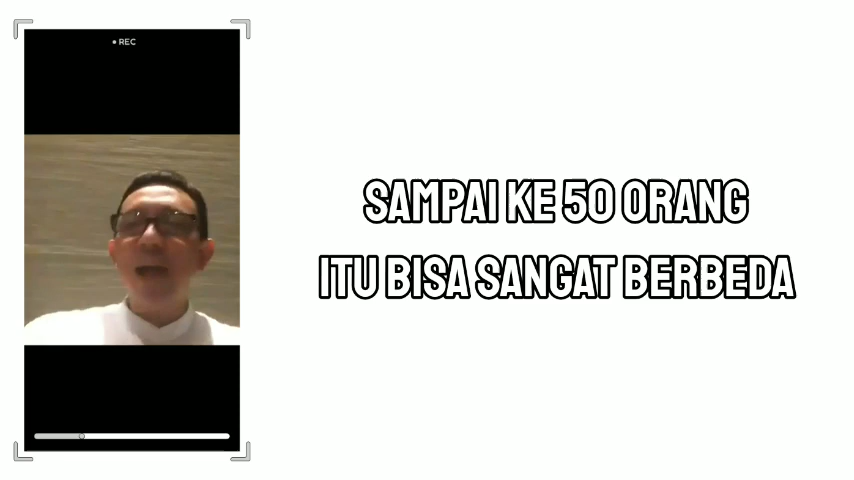 REC
SAMPAI KE 50 ORANG
ITU BISA SANGAT BERBEDA